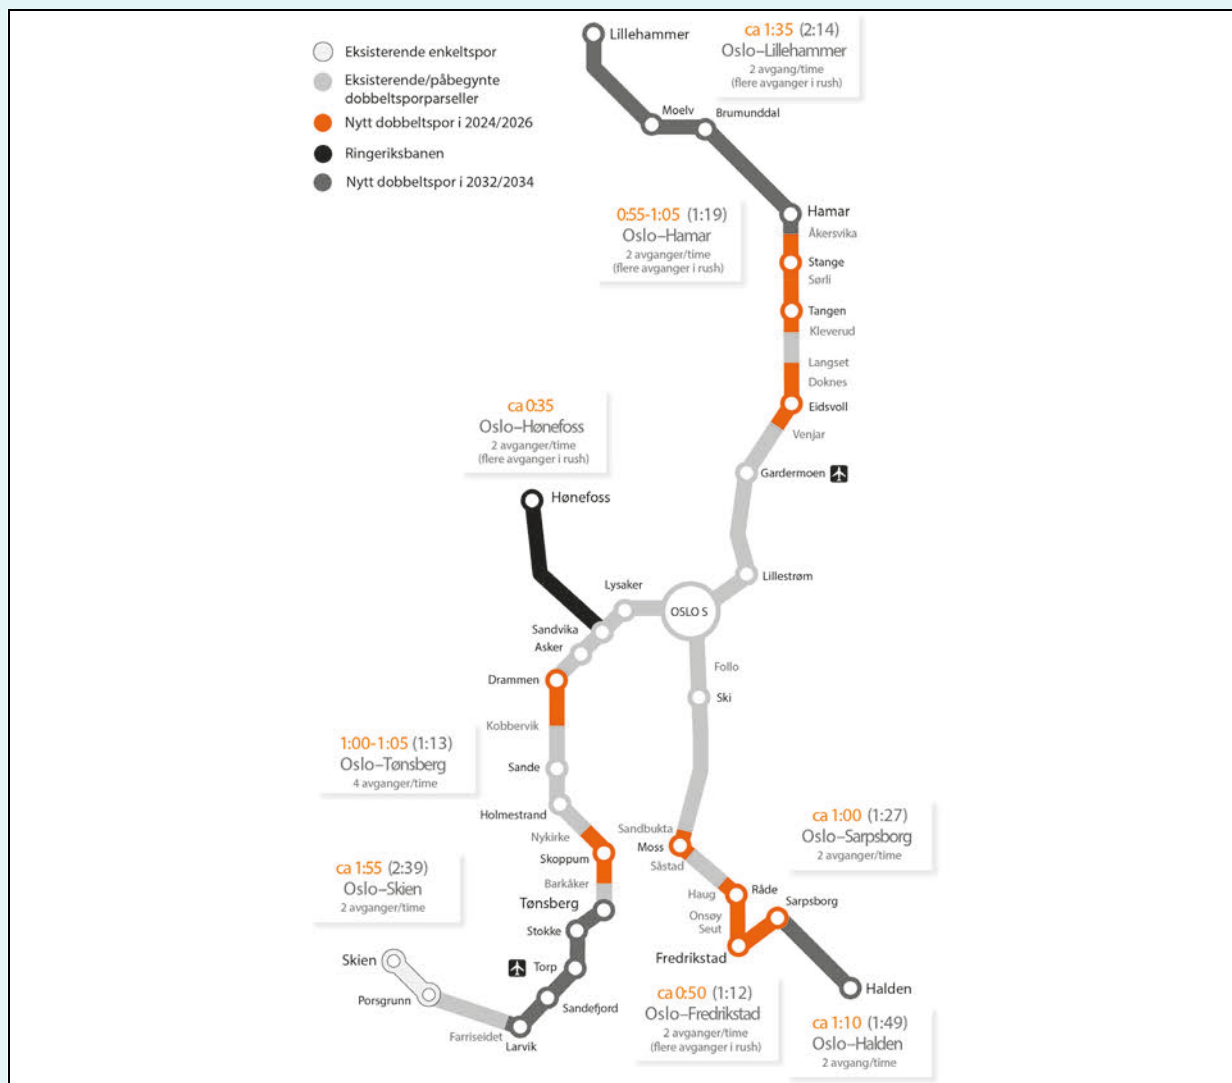 Eksisterende enkeltspor
Eksisterende/påbegynte
dobbeltsporparseller
Nytt dobbeltspor i 2024/2026
Ringeriksbanen
Nytt dobbeltspor i 2032/2034
Lillehammer
ca 1:35 (2:14)
Oslo–Lillehammer
2 avgang/time
(flere avganger i rush)
Moelv
Brumunddal
0:55-1:05 (1:19)
Oslo–Hamar
2 avganger/time
(flere avganger i rush)
Hamar
Åkersvika
Stange
Sørli
Tangen
Kleverud
Langset
Doknes
Eidsvoll
Venjar
Gardermoen
ca 0:35
Oslo–Hønefoss
2 avganger/time
(flere avganger i rush)
Hønefoss
Lillestrøm
Lysaker
OSLO S
Sandvika
Asker
Drammen
Kobbervik
Follo
Ski
1:00-1:05 (1:13)
Oslo–Tønsberg
4 avganger/time
Sande
Holmestrand
Nykirke
Skoppum
Barkåker
Tønsberg
Stokke
Torp
Sandefjord
Larvik
Farriseidet
Porsgrunn
Skien
ca 1:55 (2:39)
Oslo–Skien
2 avganger/time
Sandbukta
Moss
Såstad
Haug
Råde
Onsøy
Seut
Sarpsborg
Fredrikstad
Halden
ca 1:00 (1:27)
Oslo–Sarpsborg
2 avganger/time
ca 0:50 (1:12)
Oslo–Fredrikstad
2 avganger/time
(flere avganger i rush)
ca 1:10 (1:49)
Oslo–Halden
2 avgang/time